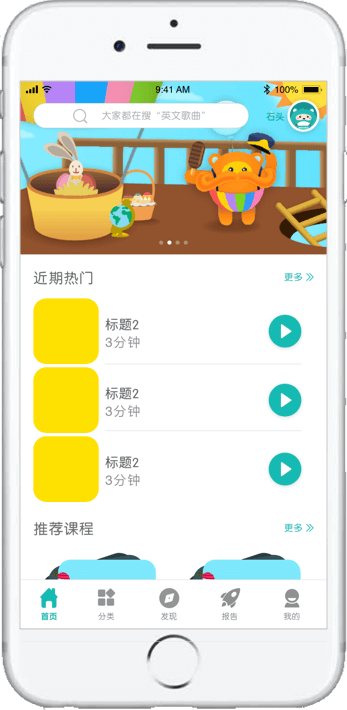 9:41 AM
100%
大家都在搜“英文歌曲”
石头
近期热门
更多
标题2
3分钟
标题2
3分钟
标题2
3分钟
推荐课程
更多
首页
分类
发现
报告
我的